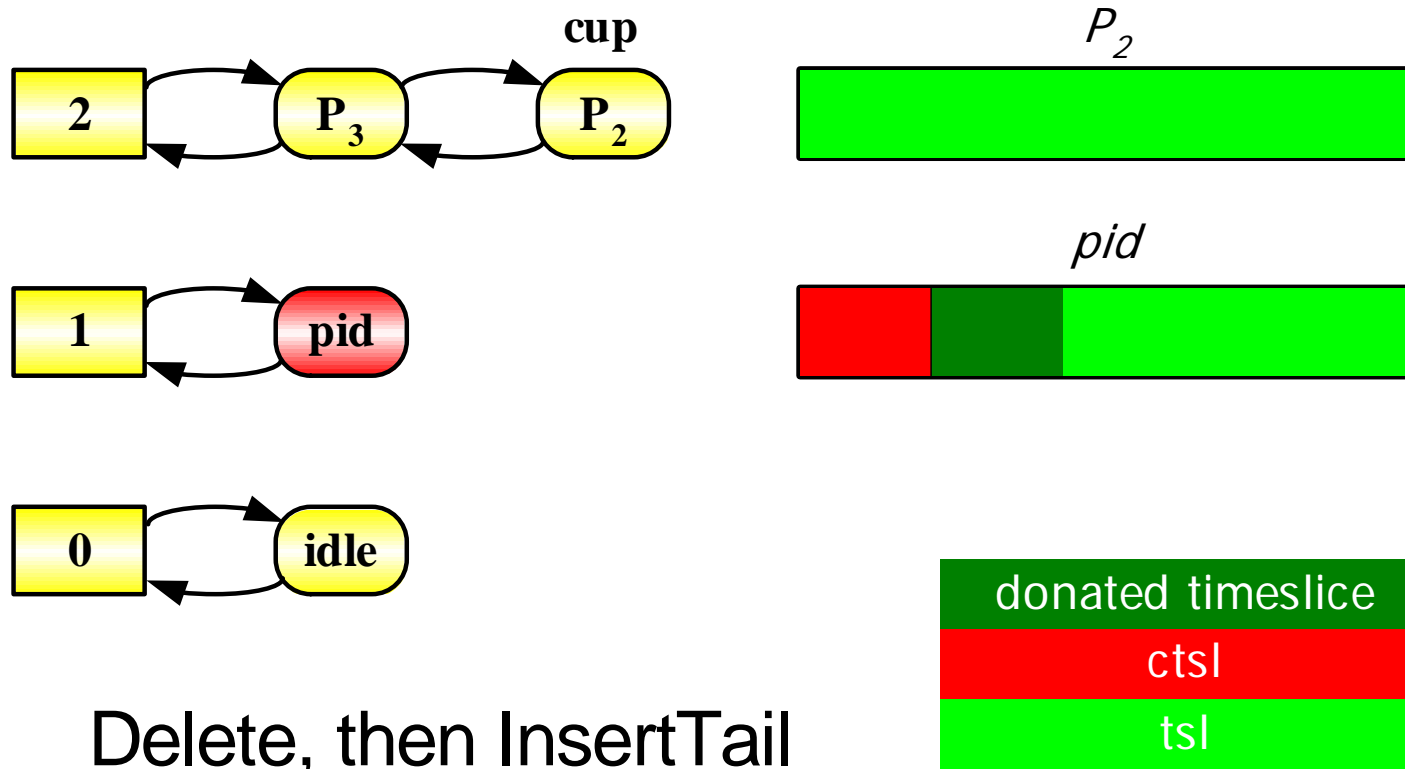 cup
P₂
2
P₃
P₂
pid
1
pid
0
idle
donated timeslice
ctsl
tsl
Delete, then InsertTail